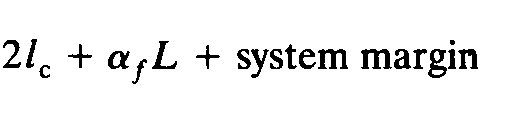 2l_c + α_f L + system margin